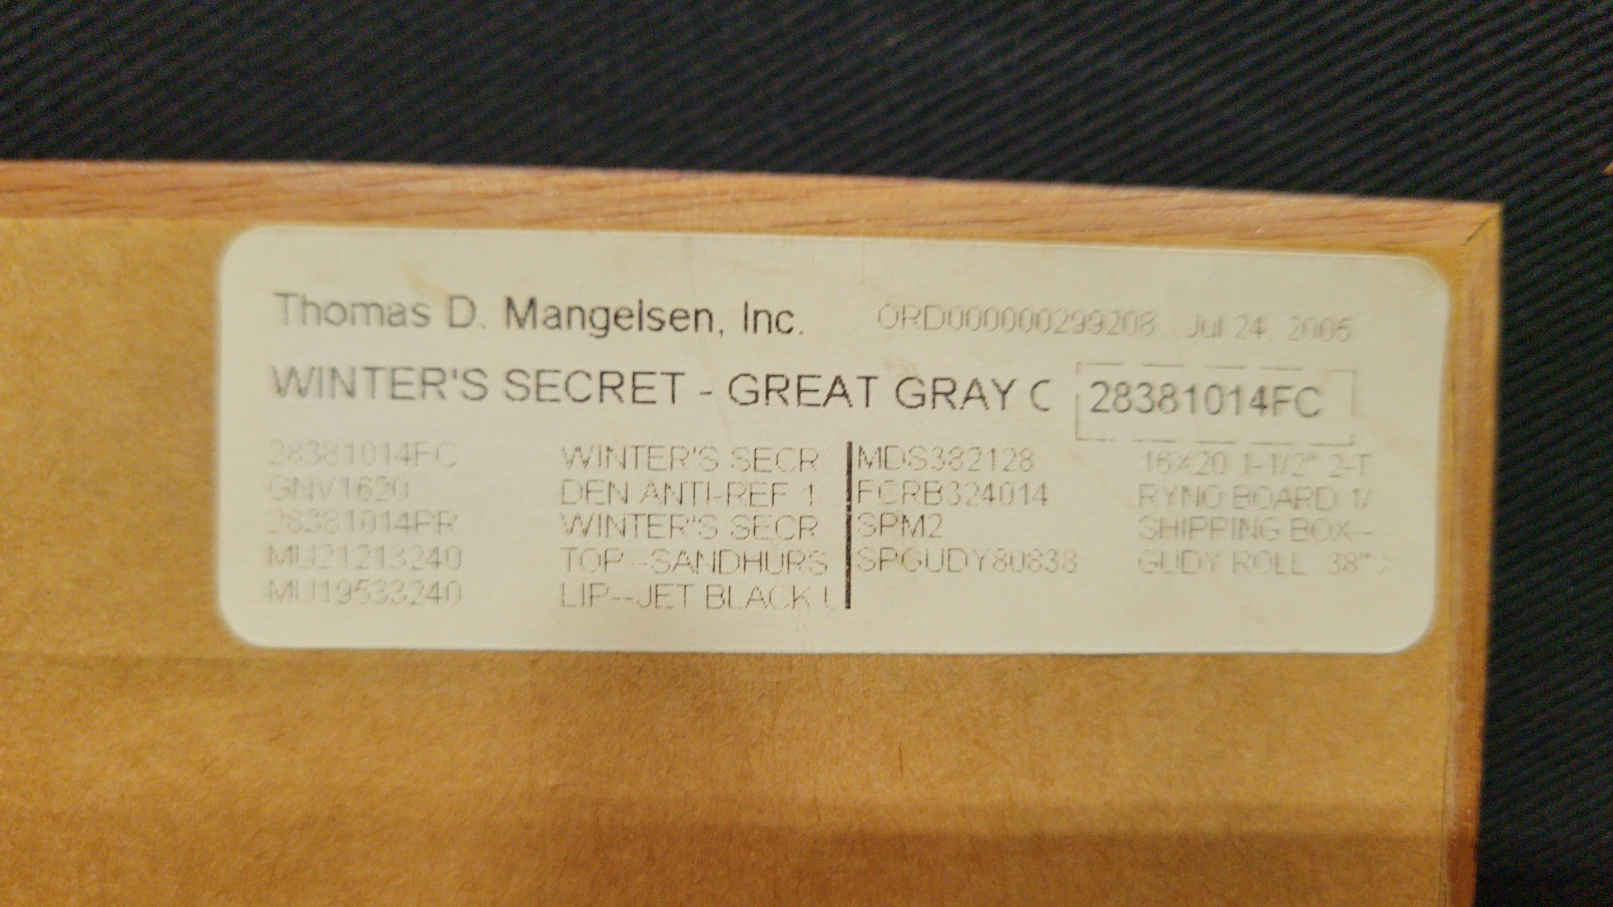 Thomas D. Mangelsen, Inc. ORD000000299208 Jul 24, 2006
WINTER'S SECRET - GREAT GRAY O 28381014FC
28381014FC WINTER'S SECR MDS382128 16X20 1-1/2" 2-T
GNV1620 DEN ANTI-REF 1 FCRB324014 RYNO BOARD 1/
28381014PR WINTER'S SECR SPM2 SHIPPING BOX--
MU21213240 TOP--SANDHURS SPGUDY80838 GUDY ROLL 38"
MU19533240 LIP--JET BLACK